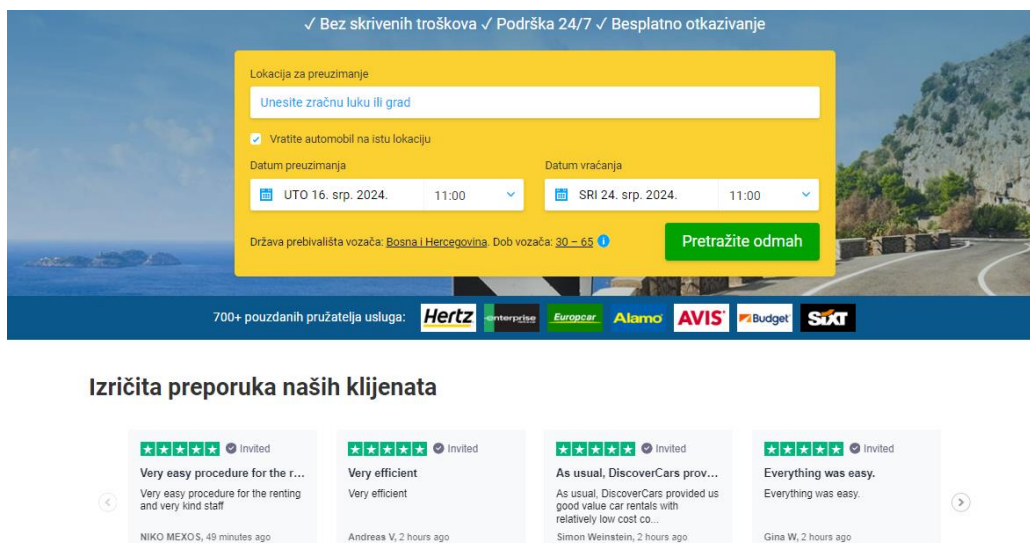 ✓ Bez skrivenih troškova ✓ Podrška 24/7 ✓ Besplatno otkazivanje
Lokacija za preuzimanje
Unesite zračnu luku ili grad
Vratite automobil na istu lokaciju
Datum preuzimanja Datum vraćanja
UTO 16. srp. 2024. 11:00 SRI 24. srp. 2024. 11:00
Država prebivališta vozača: Bosna i Hercegovina. Dob vozača: 30 – 65 i Pretražite odmah
700+ pouzdanih pružatelja usluga: Hertz enterprise Europcar Alamo AVIS Budget SIXT
Izričita preporuka naših klijenata
Invited Invited Invited Invited
Very easy procedure for the r... Very efficient As usual, DiscoverCars prov... Everything was easy.
Very easy procedure for the renting Very efficient As usual, DiscoverCars provided us Everything was easy.
and very kind staff good value car rentals with
relatively low cost co...
NIKO MEXOS, 49 minutes ago Andreas V, 2 hours ago Simon Weinstein, 2 hours ago Gina W, 2 hours ago